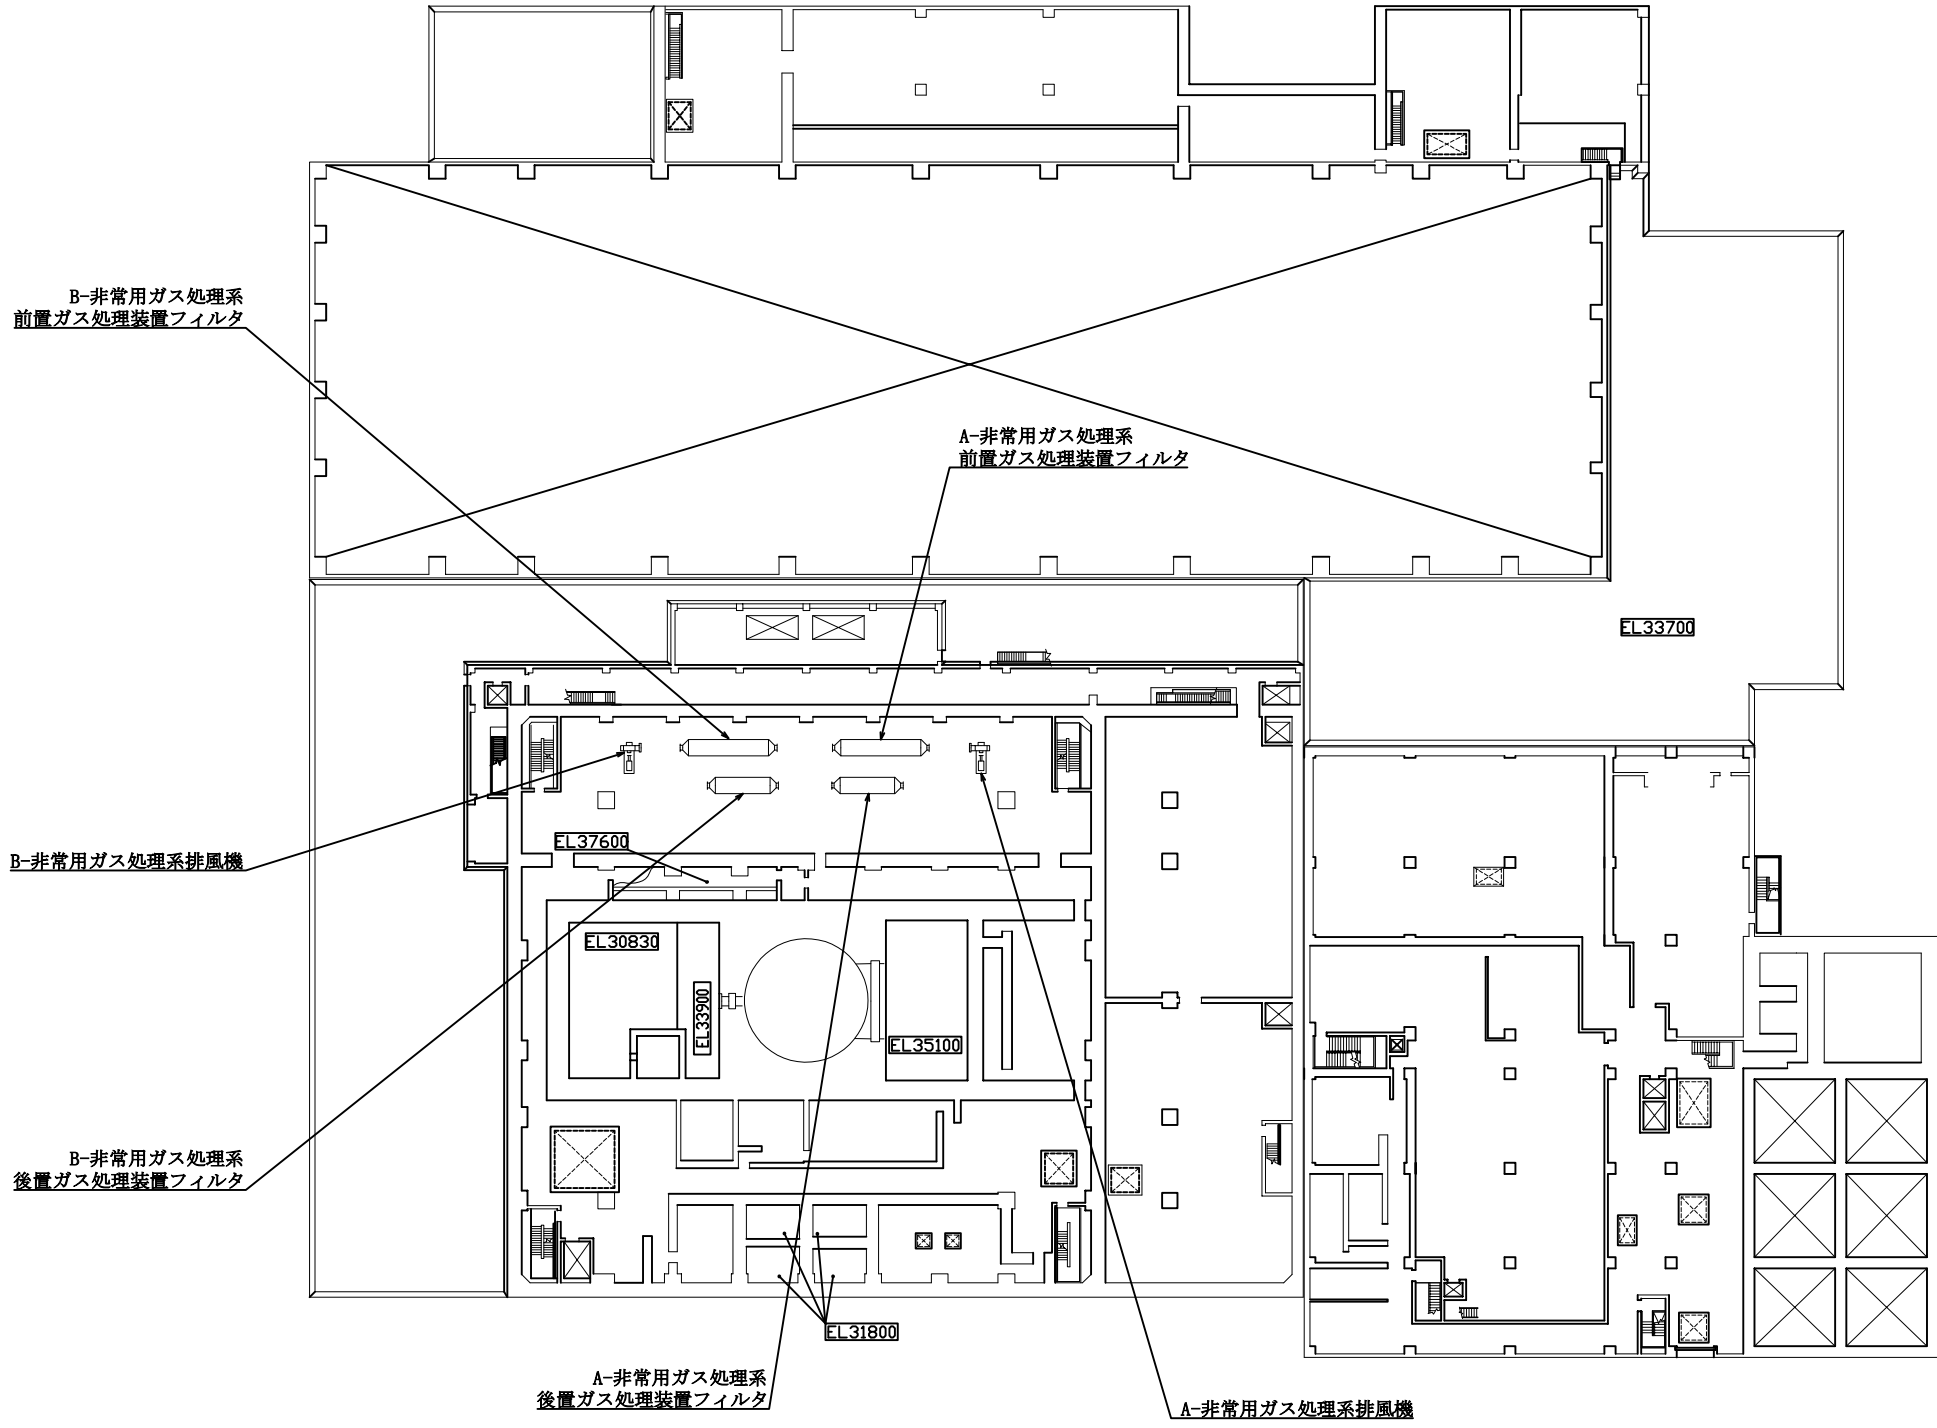 B-非常用ガス処理系
前置ガス処理装置フィルタ
A-非常用ガス処理系
前置ガス処理装置フィルタ
EL33700
EL37600
B-非常用ガス処理系排風機
EL30830
EL33900
EL35100
B-非常用ガス処理系
後置ガス処理装置フィルタ
EL31800
A-非常用ガス処理系
後置ガス処理装置フィルタ
A-非常用ガス処理系排風機